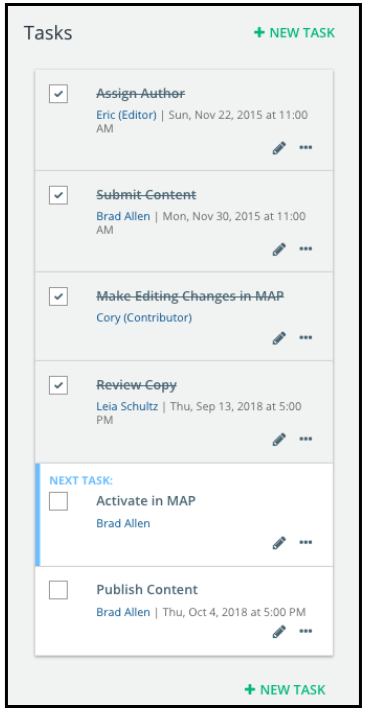 Tasks
+ NEW TASK
Assign Author
Eric (Editor) | Sun, Nov 22, 2015 at 11:00
AM
Submit Content
Brad Allen | Mon, Nov 30, 2015 at 11:00
AM
Make Editing Changes in MAP
Cory (Contributor)
Review Copy
Leia Schultz | Thu, Sep 13, 2018 at 5:00
PM
NEXT TASK:
Activate in MAP
Brad Allen
Publish Content
Brad Allen | Thu, Oct 4, 2018 at 5:00 PM
+ NEW TASK